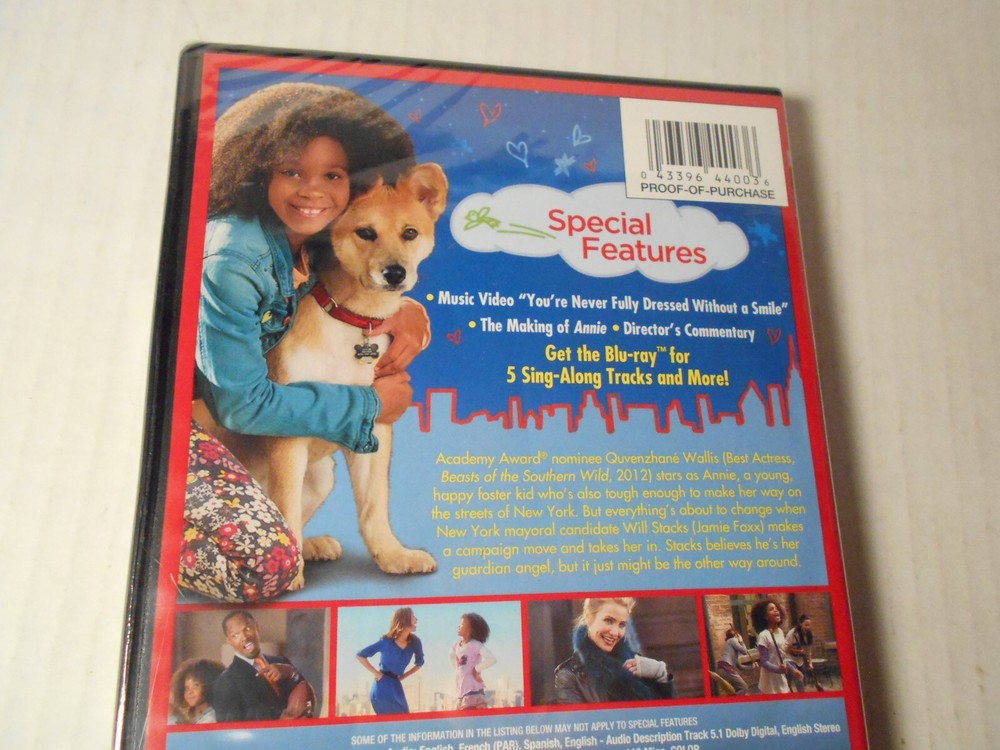 0 43396 44003 6
PROOF-OF-PURCHASE
Special
Features
• Music Video "You're Never Fully Dressed Without a Smile"
• The Making of Annie • Director's Commentary
Get the Blu-ray™ for
5 Sing-Along Tracks and More!
Academy Award® nominee Quvenzhané Wallis (Best Actress,
Beasts of the Southern Wild, 2012) stars as Annie, a young,
happy foster kid who's also tough enough to make her way on
the streets of New York. But everything's about to change when
New York mayoral candidate Will Stacks (Jamie Foxx) makes
a campaign move and takes her in. Stacks believes he's her
guardian angel, but it just might be the other way around.
SOME OF THE INFORMATION IN THE LISTING BELOW MAY NOT APPLY TO SPECIAL FEATURES
English, French (PAR), Spanish, English - Audio Description Track 5.1 Dolby Digital, English Stereo